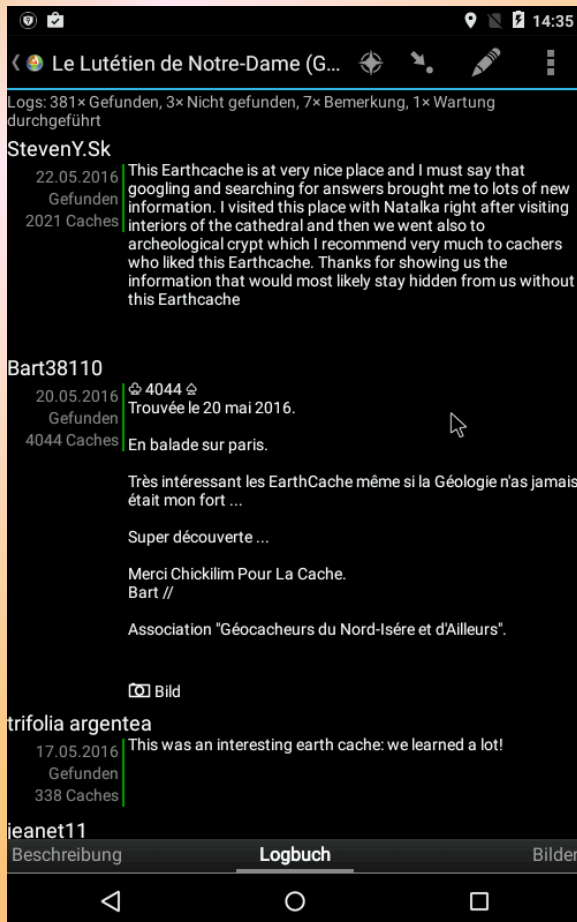 14:35
Le Lutétien de Notre-Dame (G...
Logs: 381× Gefunden, 3× Nicht gefunden, 7× Bemerkung, 1× Wartung
durchgeführt
StevenY.Sk
22.05.2016
Gefunden
2021 Caches
This Earthcache is at very nice place and I must say that
googling and searching for answers brought me to lots of new
information. I visited this place with Natalka right after visiting
interiors of the cathedral and then we went also to
archeological crypt which I recommend very much to cachers
who liked this Earthcache. Thanks for showing us the
information that would most likely stay hidden from us without
this Earthcache
Bart38110
20.05.2016
Gefunden
4044 Caches
♧ 4044 ♤
Trouvée le 20 mai 2016.
En balade sur paris.
Très intéressant les EarthCache même si la Géologie n'as jamais
était mon fort ...
Super découverte ...
Merci Chickilim Pour La Cache.
Bart //
Association "Géocacheurs du Nord-Isére et d'Ailleurs".
Bild
trifolia argentea
17.05.2016
Gefunden
338 Caches
This was an interesting earth cache: we learned a lot!
jeanet11
Beschreibung
Logbuch
Bilder